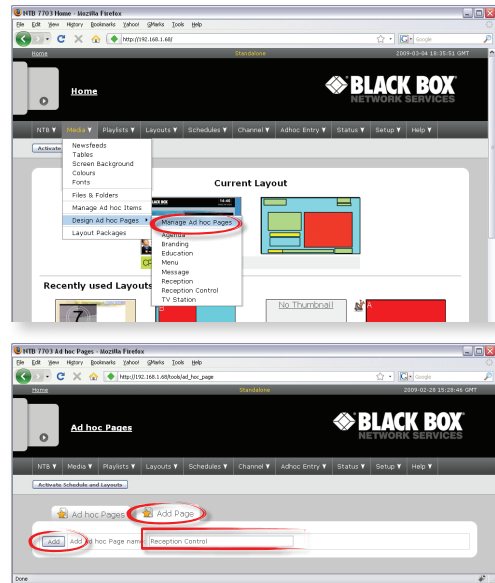 NTB 7703 Home - Mozilla Firefox
File Edit View History Bookmarks Yahoo! GMarks Tools Help
http://192.168.1.68/
Google
Home Standalone 2009-03-04 10:35:51 GMT
Home
BLACK BOX
NETWORK SERVICES
NTB Media Playlists Layouts Schedules Channel Adhoc Entry Status Setup Help
Activate
Newsfeeds
Tables
Screen Background
Colours
Fonts
Files & Folders
Manage Ad hoc Items
Design Ad hoc Pages
Layout Packages
Manage Ad hoc Pages
Agenda
Branding
Education
Menu
Message
Reception
Reception Control
TV Station
Current Layout
BLACK BOX 14:48
Recently used Layouts
7
B
No Thumbnail
A
NTB 7703 Ad hoc Pages - Mozilla Firefox
File Edit View History Bookmarks Yahoo! GMarks Tools Help
http://192.168.1.68/tools/ad_hoc_page
Google
Home Standalone 2009-02-28 15:28:46 GMT
Ad hoc Pages
BLACK BOX
NETWORK SERVICES
NTB Media Playlists Layouts Schedules Channel Adhoc Entry Status Setup Help
Activate Schedule and Layouts
Ad hoc Pages Add Page
Add Add Ad hoc Page name: Reception Control
Done